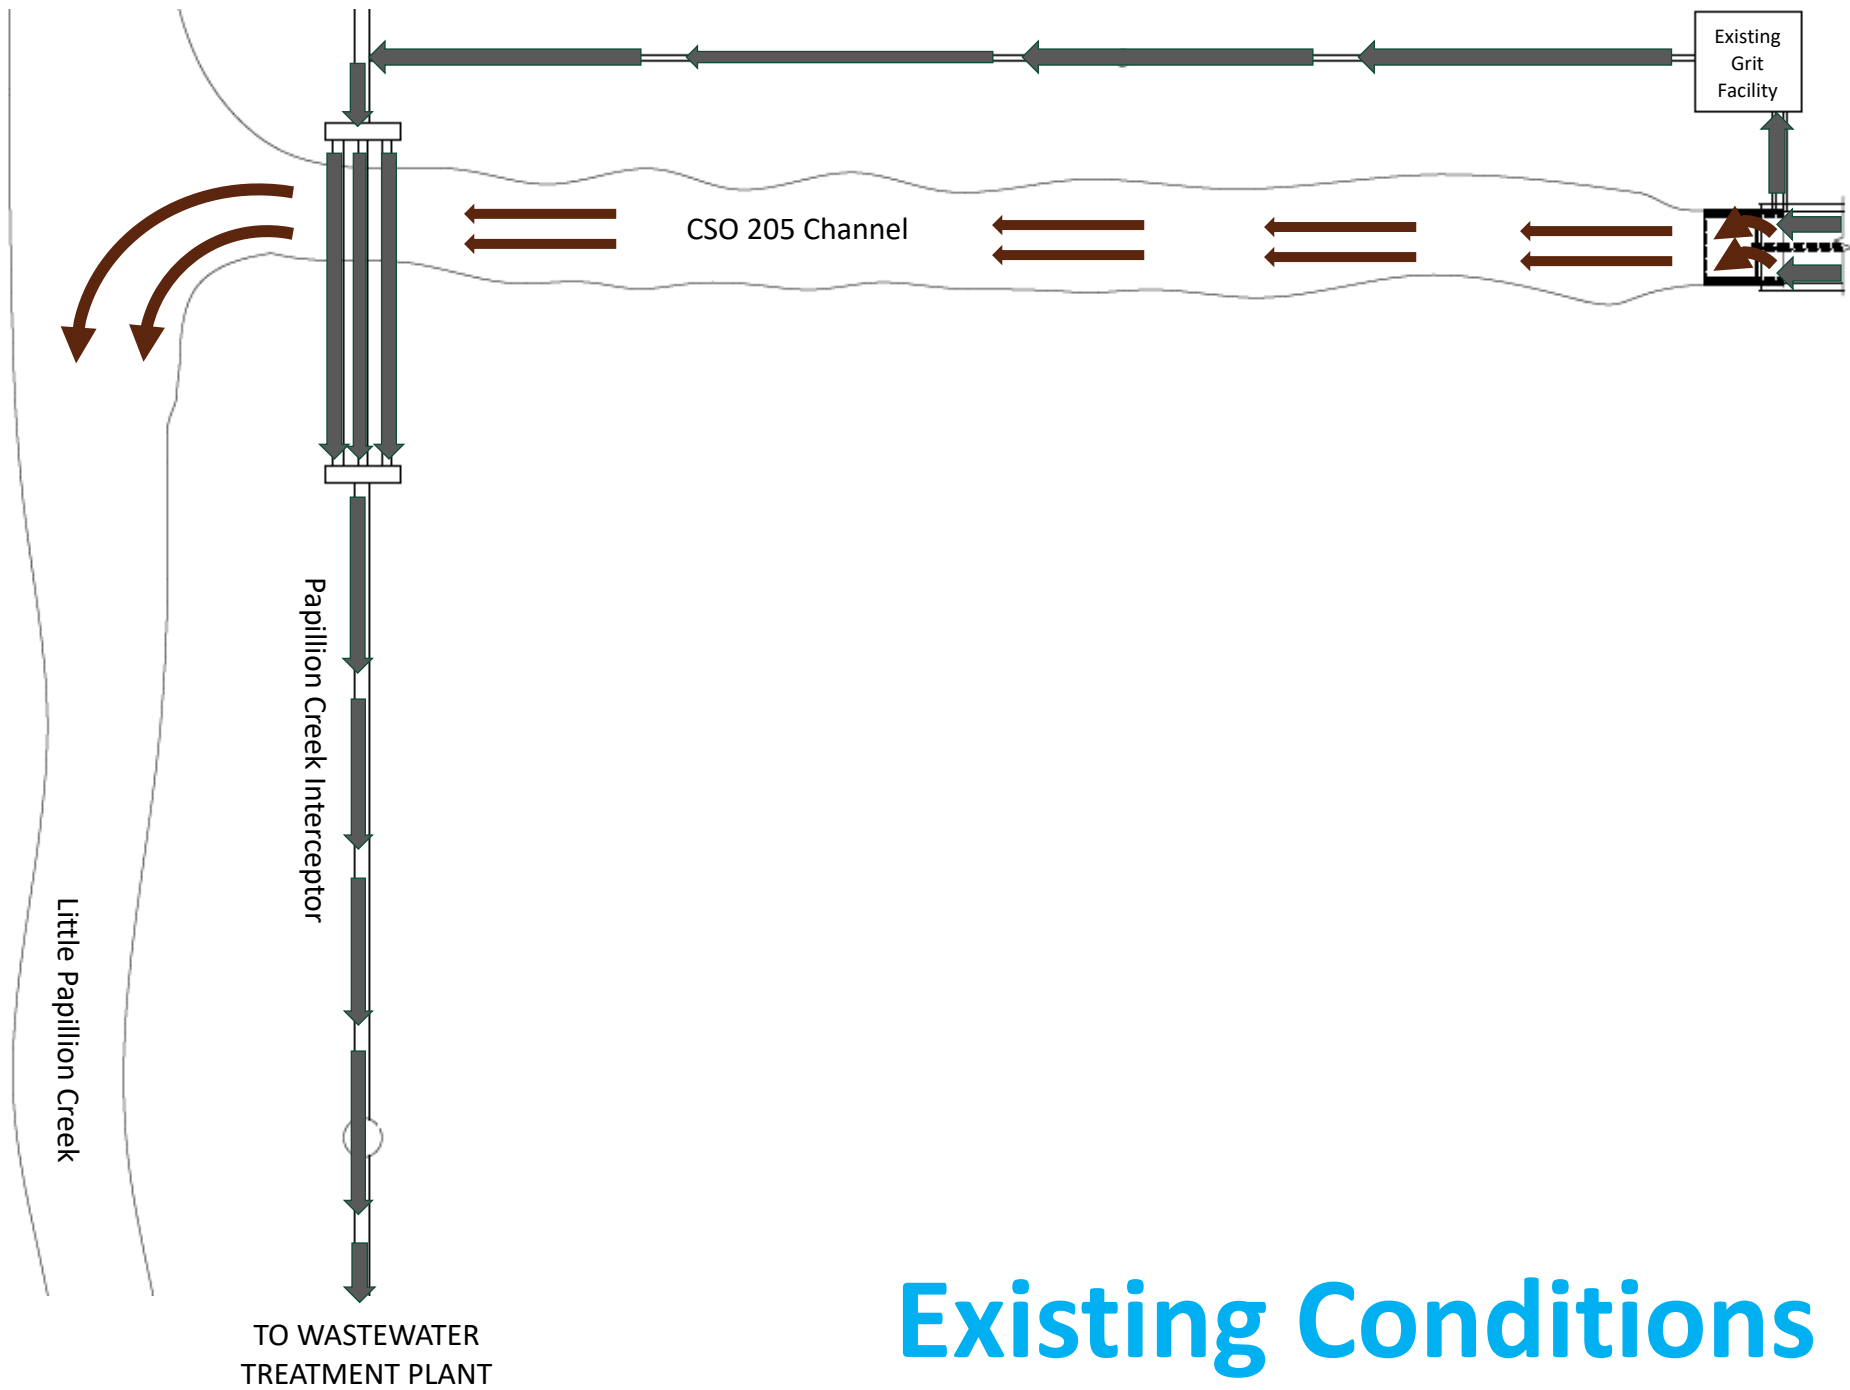 Existing
Grit
Facility
CSO 205 Channel
Papillion Creek Interceptor
Little Papillion Creek
TO WASTEWATER
TREATMENT PLANT
Existing Conditions